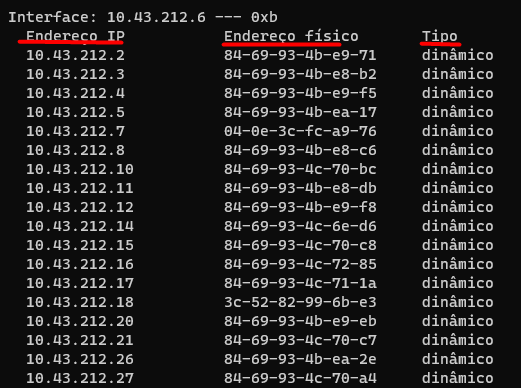 Interface: 10.43.212.6 --- 0xb
Endereço IP Endereço físico Tipo
10.43.212.2 84-69-93-4b-e9-71 dinâmico
10.43.212.3 84-69-93-4b-e8-b2 dinâmico
10.43.212.4 84-69-93-4b-e9-f5 dinâmico
10.43.212.5 84-69-93-4b-ea-17 dinâmico
10.43.212.7 04-0e-3c-fc-a9-76 dinâmico
10.43.212.8 84-69-93-4b-e8-c6 dinâmico
10.43.212.10 84-69-93-4c-70-bc dinâmico
10.43.212.11 84-69-93-4b-e8-db dinâmico
10.43.212.12 84-69-93-4b-e9-f8 dinâmico
10.43.212.14 84-69-93-4c-6e-d6 dinâmico
10.43.212.15 84-69-93-4c-70-c8 dinâmico
10.43.212.16 84-69-93-4c-72-85 dinâmico
10.43.212.17 84-69-93-4c-71-1a dinâmico
10.43.212.18 3c-52-82-99-6b-e3 dinâmico
10.43.212.20 84-69-93-4b-e9-eb dinâmico
10.43.212.21 84-69-93-4c-70-c7 dinâmico
10.43.212.26 84-69-93-4b-ea-2e dinâmico
10.43.212.27 84-69-93-4c-70-a4 dinâmico